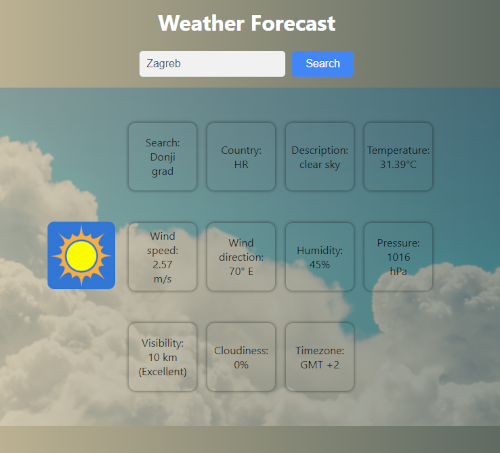 Weather Forecast
Zagreb
Search
Search:
Donji
grad
Country:
HR
Description:
clear sky
Temperature:
31.39°C
Wind
speed:
2.57
m/s
Wind
direction:
70° E
Humidity:
45%
Pressure:
1016
hPa
Visibility:
10 km
(Excellent)
Cloudiness:
0%
Timezone:
GMT +2